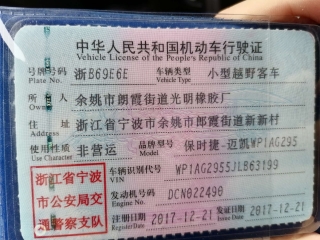 中华人民共和国机动车行驶证
Vehicle License of the People's Republic of China
号牌号码 浙B69E6E 车辆类型 小型越野客车
Plate No. Vehicle Type
所有人 余姚市朗霞街道光明橡胶厂
Owner
住址 浙江省宁波市余姚市郎霞街道新新村
Address
使用性质 非营运 品牌型号 保时捷-迈凯WP1AG295
Use Character Model
浙江省宁波
市公安局交
通警察支队
车辆识别代号 WP1AG2955JLB63199
VIN
发动机号码 DCN022490
Engine No.
注册日期 2017-12-21 发证日期 2017-12-21
Register Date Issue Date